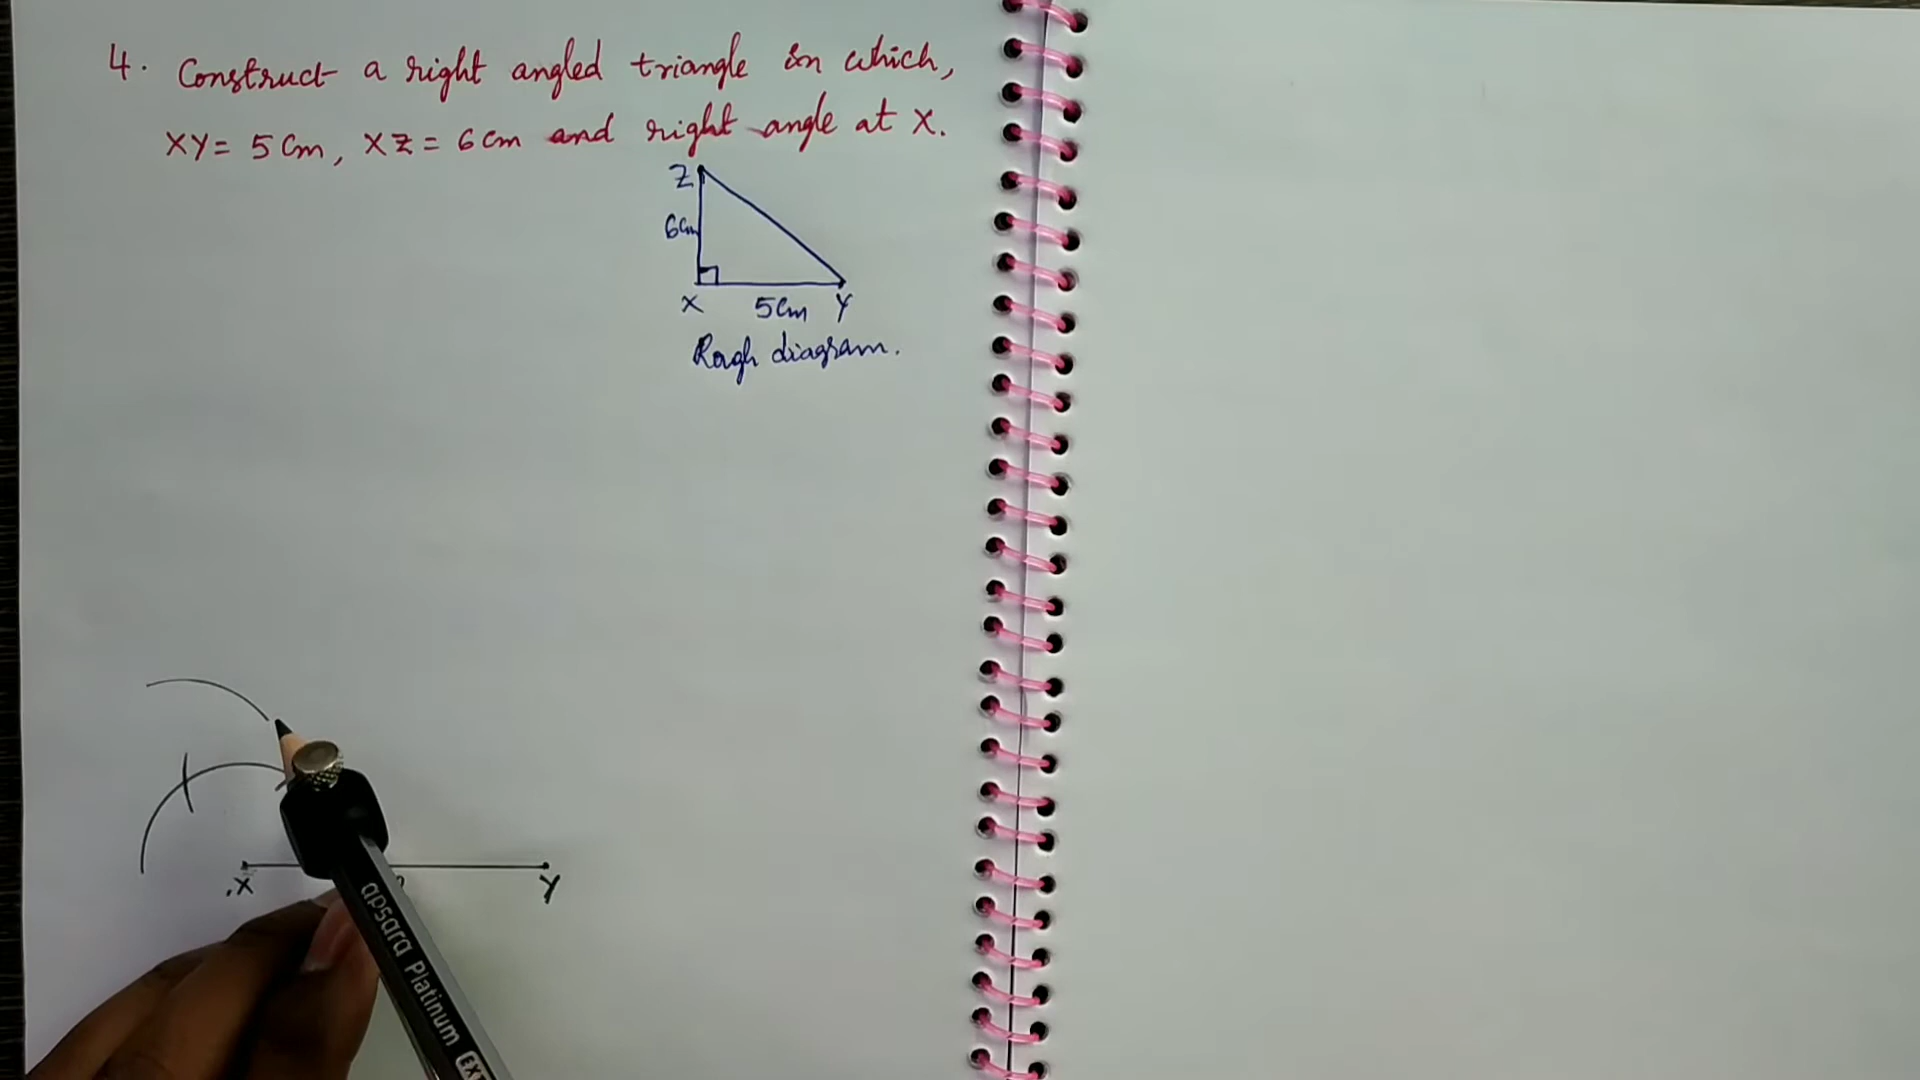 4. Construct a right angled triangle in which,
XY = 5 cm, XZ = 6 cm and right angle at X.
Z
6cm
X 5cm Y
Rough diagram.
.X Y
apsara Platinum EXT